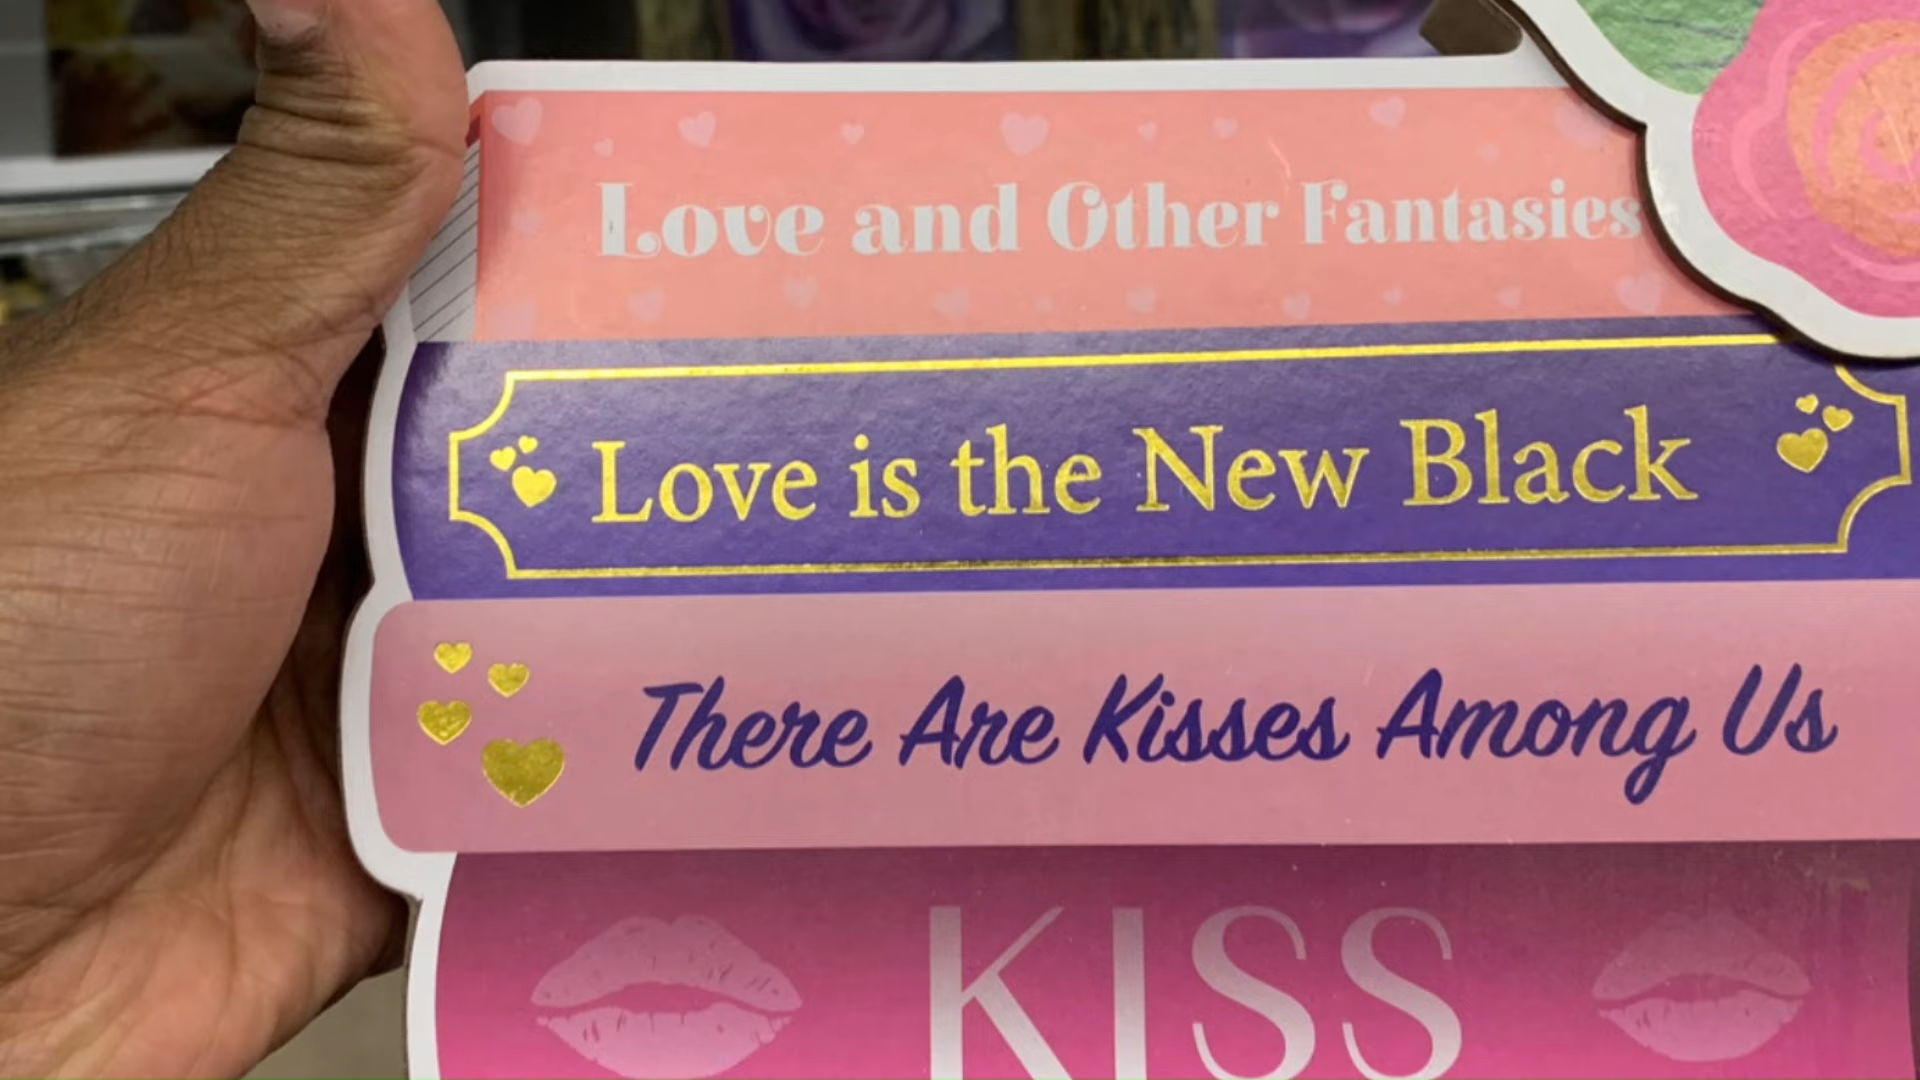 Love and Other Fantasies
Love is the New Black
There Are Kisses Among Us
KISS